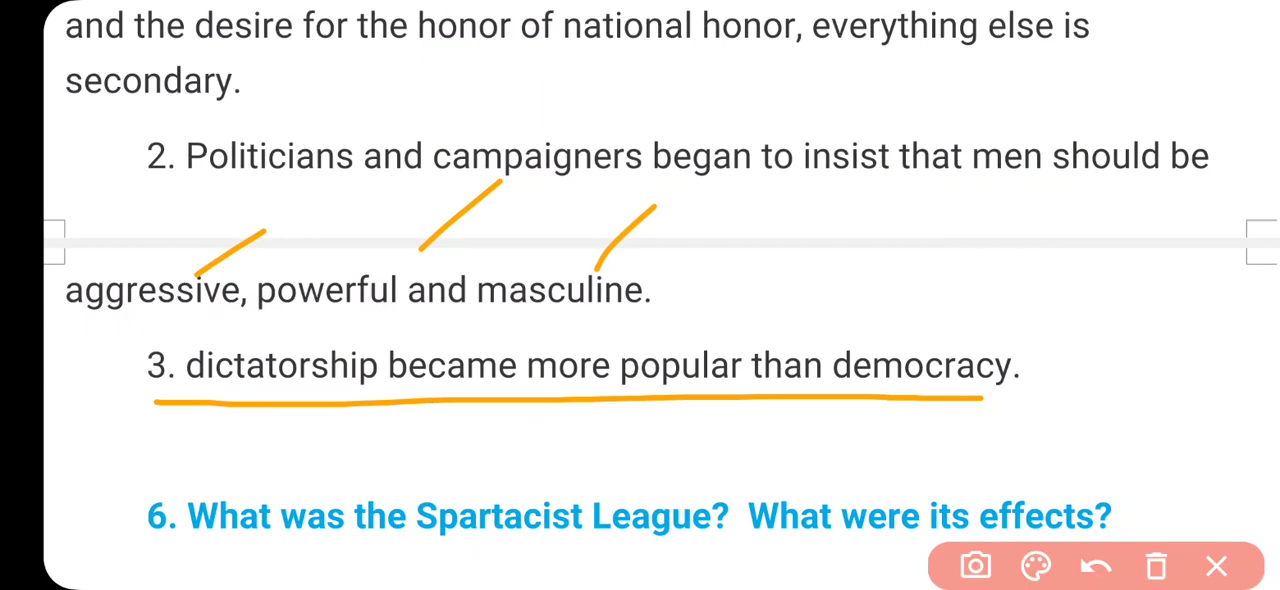 and the desire for the honor of national honor, everything else is
secondary.
2. Politicians and campaigners began to insist that men should be
aggressive, powerful and masculine.
3. dictatorship became more popular than democracy.
6. What was the Spartacist League?  What were its effects?